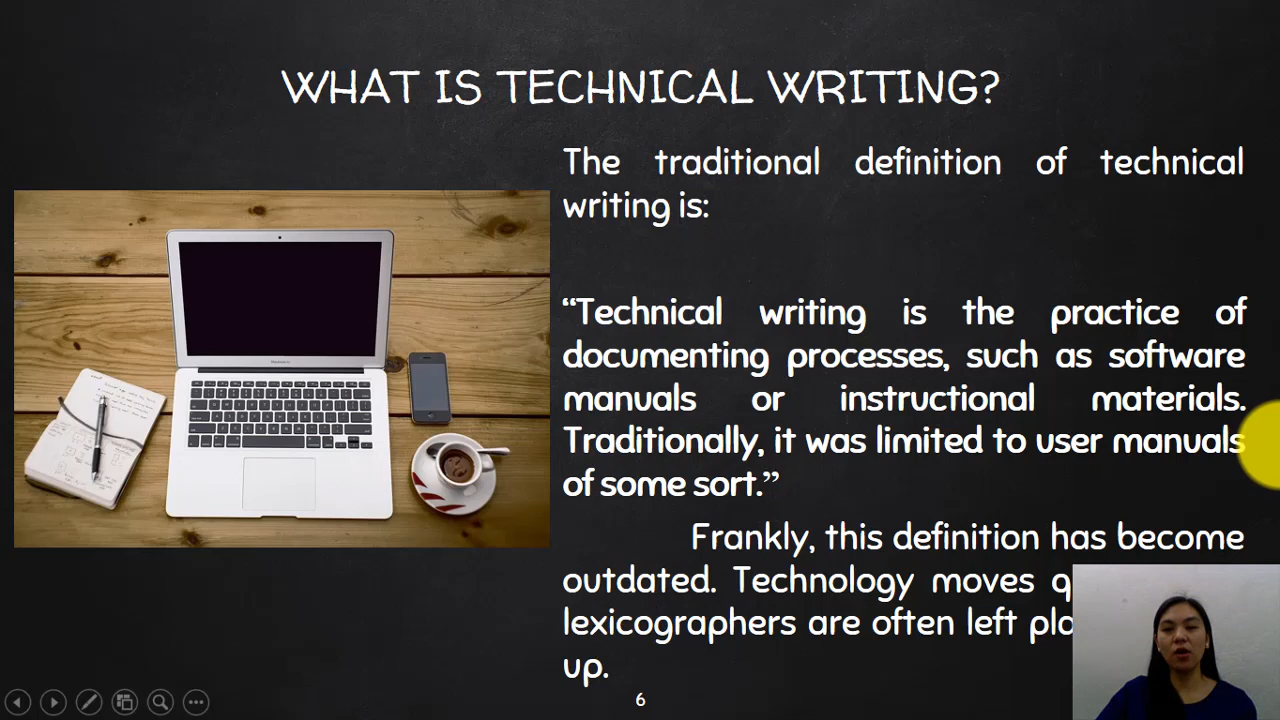 WHAT IS TECHNICAL WRITING?
The traditional definition of technical
writing is:
“Technical writing is the practice of
documenting processes, such as software
manuals or instructional materials.
Traditionally, it was limited to user manuals
of some sort.”
Frankly, this definition has become
outdated. Technology moves
lexicographers are often left
up.
6